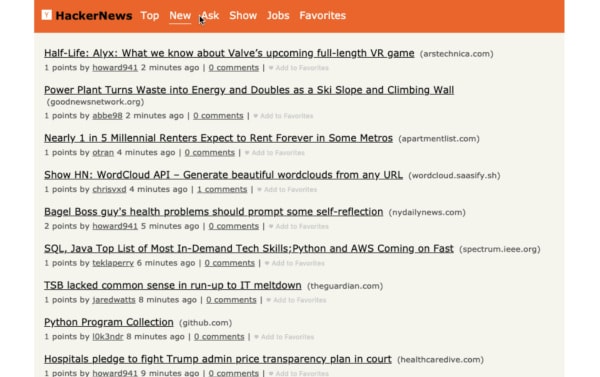 Y HackerNews Top New Ask Show Jobs Favorites
Half-Life: Alyx: What we know about Valve's upcoming full-length VR game (arstechnica.com)
1 points by howard941 2 minutes ago | 0 comments | ♥ Add to Favorites
Power Plant Turns Waste into Energy and Doubles as a Ski Slope and Climbing Wall
(goodnewsnetwork.org)
1 points by abbe98 2 minutes ago | 0 comments | ♥ Add to Favorites
Nearly 1 in 5 Millennial Renters Expect to Rent Forever in Some Metros (apartmentlist.com)
1 points by otran 4 minutes ago | 0 comments | ♥ Add to Favorites
Show HN: WordCloud API – Generate beautiful wordclouds from any URL (wordcloud.saasify.sh)
1 points by chrisvxd 4 minutes ago | 1 comments | ♥ Add to Favorites
Bagel Boss guy's health problems should prompt some self-reflection (nydailynews.com)
2 points by howard941 5 minutes ago | 0 comments | ♥ Add to Favorites
SQL, Java Top List of Most In-Demand Tech Skills;Python and AWS Coming on Fast (spectrum.ieee.org)
1 points by teklaperry 6 minutes ago | 0 comments | ♥ Add to Favorites
TSB lacked common sense in run-up to IT meltdown (theguardian.com)
1 points by jaredwatts 8 minutes ago | 0 comments | ♥ Add to Favorites
Python Program Collection (github.com)
1 points by l0k3ndr 8 minutes ago | 0 comments | ♥ Add to Favorites
Hospitals pledge to fight Trump admin price transparency plan in court (healthcaredive.com)
1 points by howard941 9 minutes ago | 0 comments | ♥ Add to Favorites